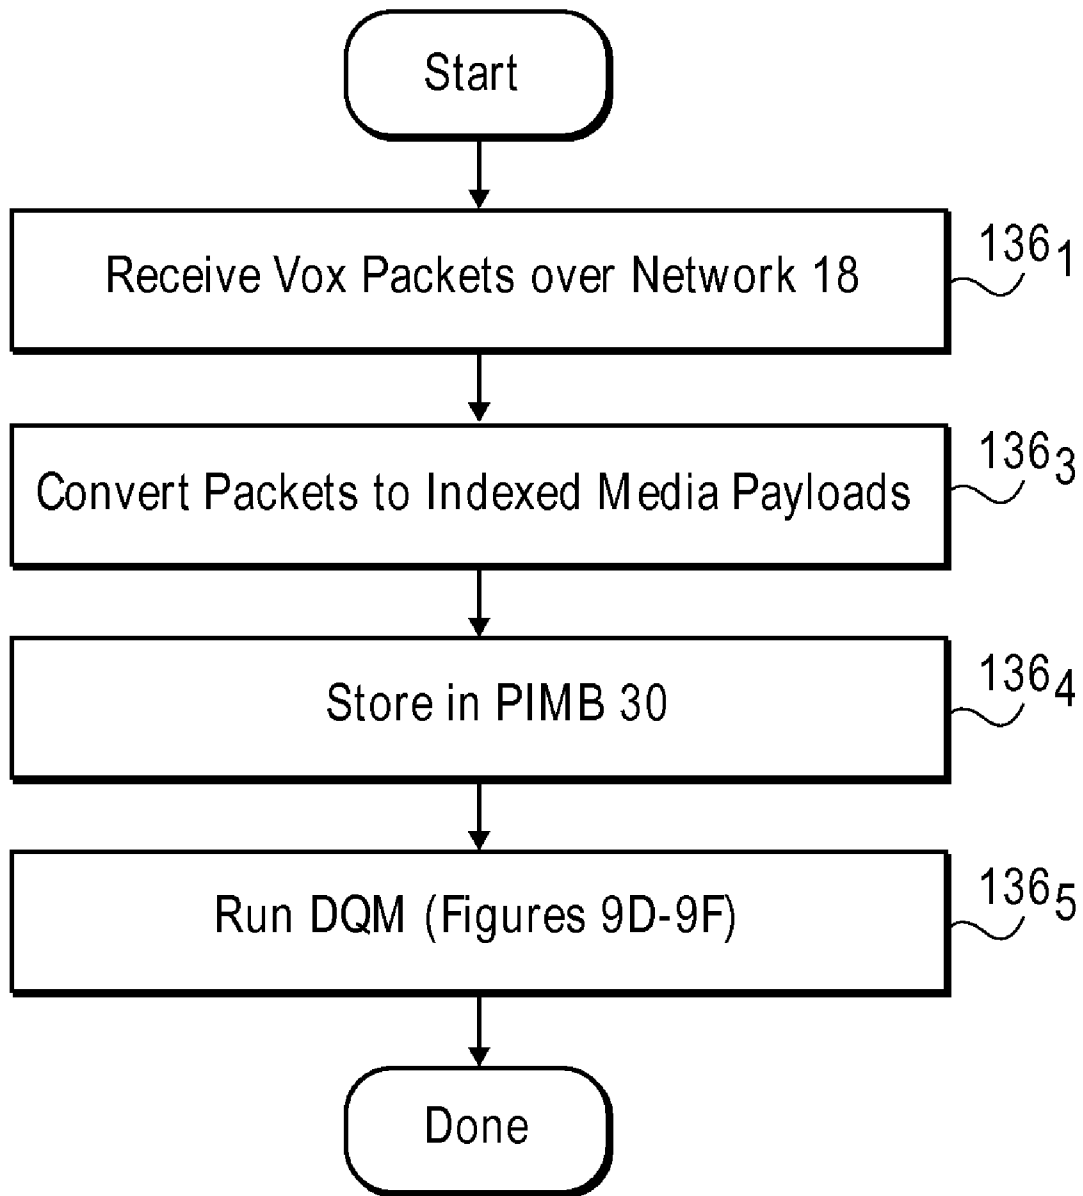 Start
Receive Vox Packets over Network 18
136₁
Convert Packets to Indexed Media Payloads
136₃
Store in PIMB 30
136₄
Run DQM (Figures 9D-9F)
136₅
Done